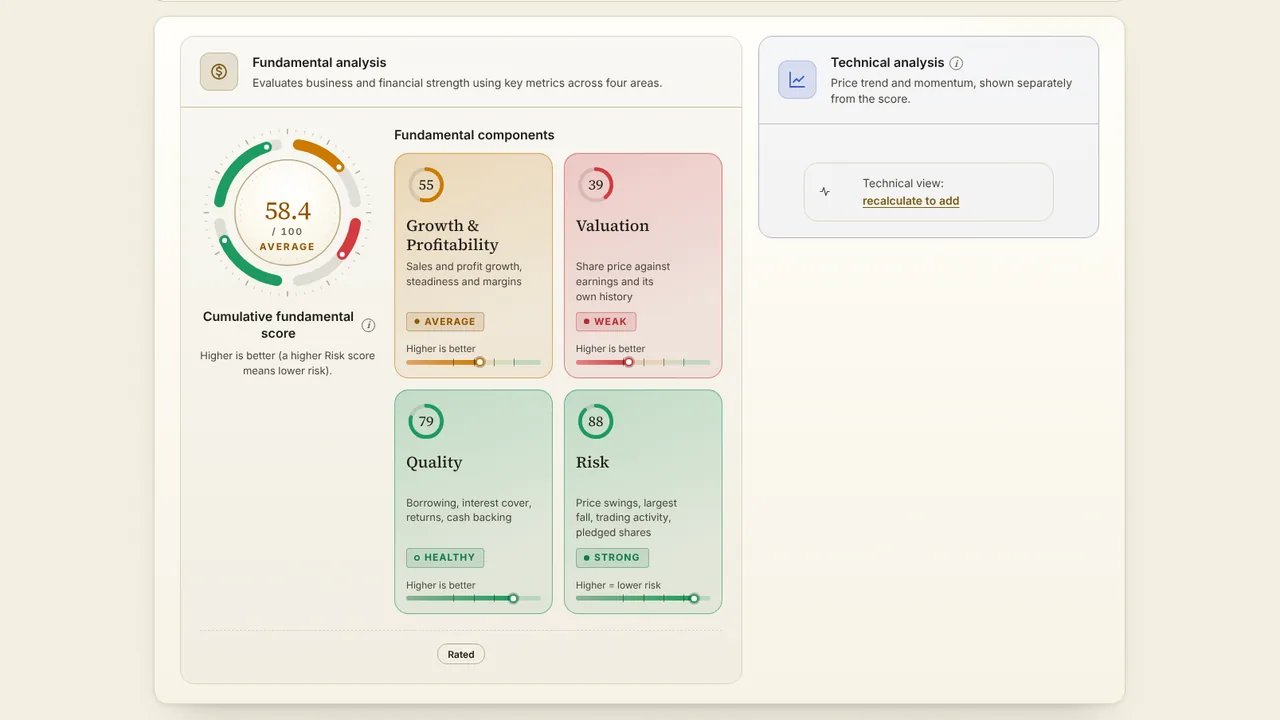 Fundamental analysis
Evaluates business and financial strength using key metrics across four areas.
58.4
/ 100
AVERAGE
Cumulative fundamental
score
i
Higher is better (a higher Risk score
means lower risk).
Fundamental components
55
Growth &
Profitability
Sales and profit growth,
steadiness and margins
AVERAGE
Higher is better
39
Valuation
Share price against
earnings and its
own history
WEAK
Higher is better
79
Quality
Borrowing, interest cover,
returns, cash backing
HEALTHY
Higher is better
88
Risk
Price swings, largest
fall, trading activity,
pledged shares
STRONG
Higher = lower risk
Rated
Technical analysis i
Price trend and momentum, shown separately
from the score.
Technical view:
recalculate to add